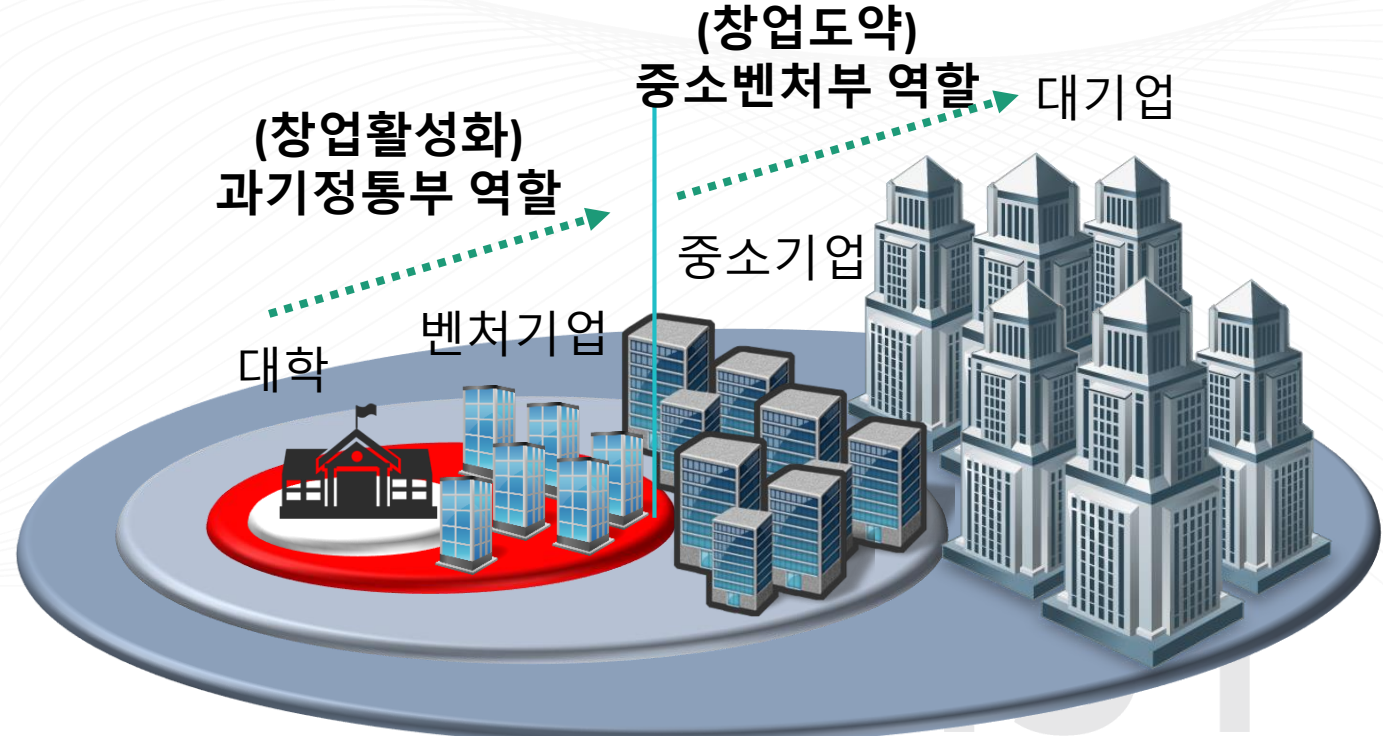 (창업도약)
중소벤처부 역할
대기업
(창업활성화)
과기정통부 역할
중소기업
벤처기업
대학